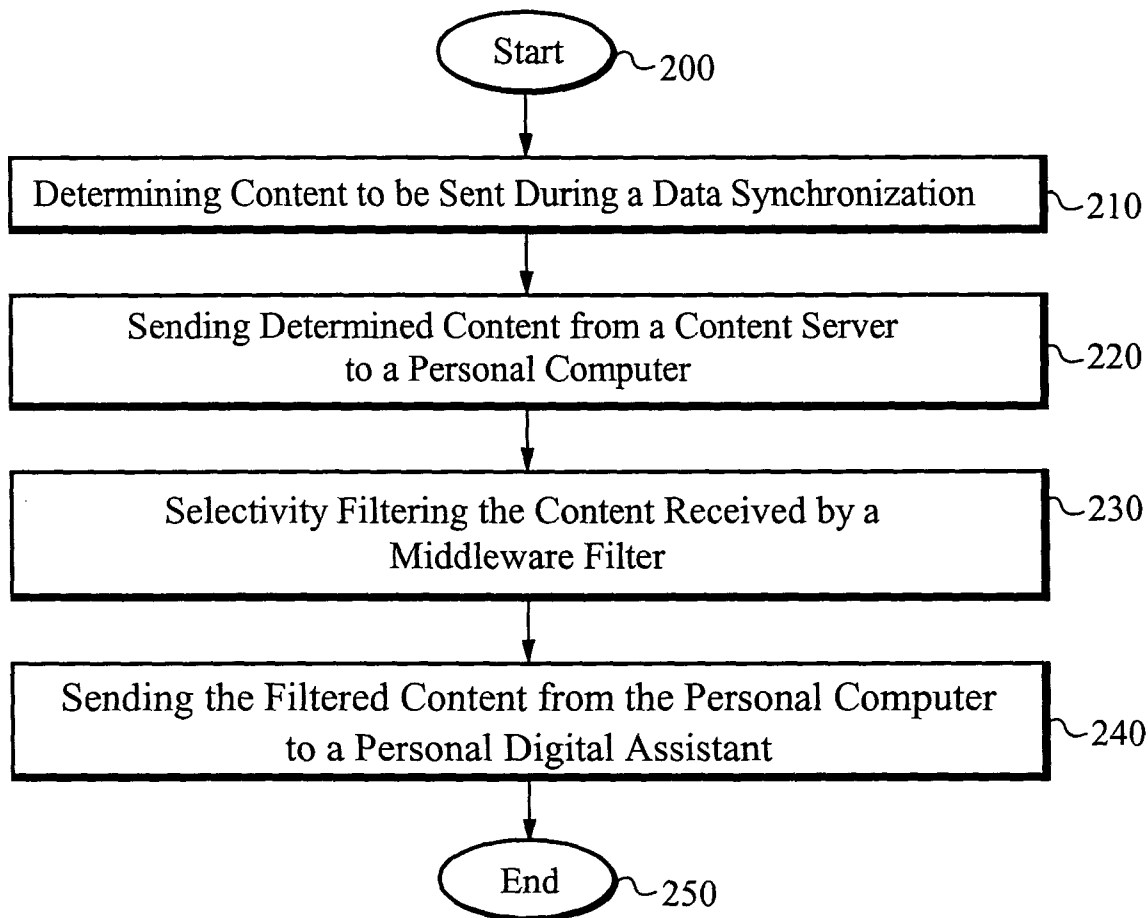 Start
200
Determining Content to be Sent During a Data Synchronization
210
Sending Determined Content from a Content Server
to a Personal Computer
220
Selectivity Filtering the Content Received by a
Middleware Filter
230
Sending the Filtered Content from the Personal Computer
to a Personal Digital Assistant
240
End
250